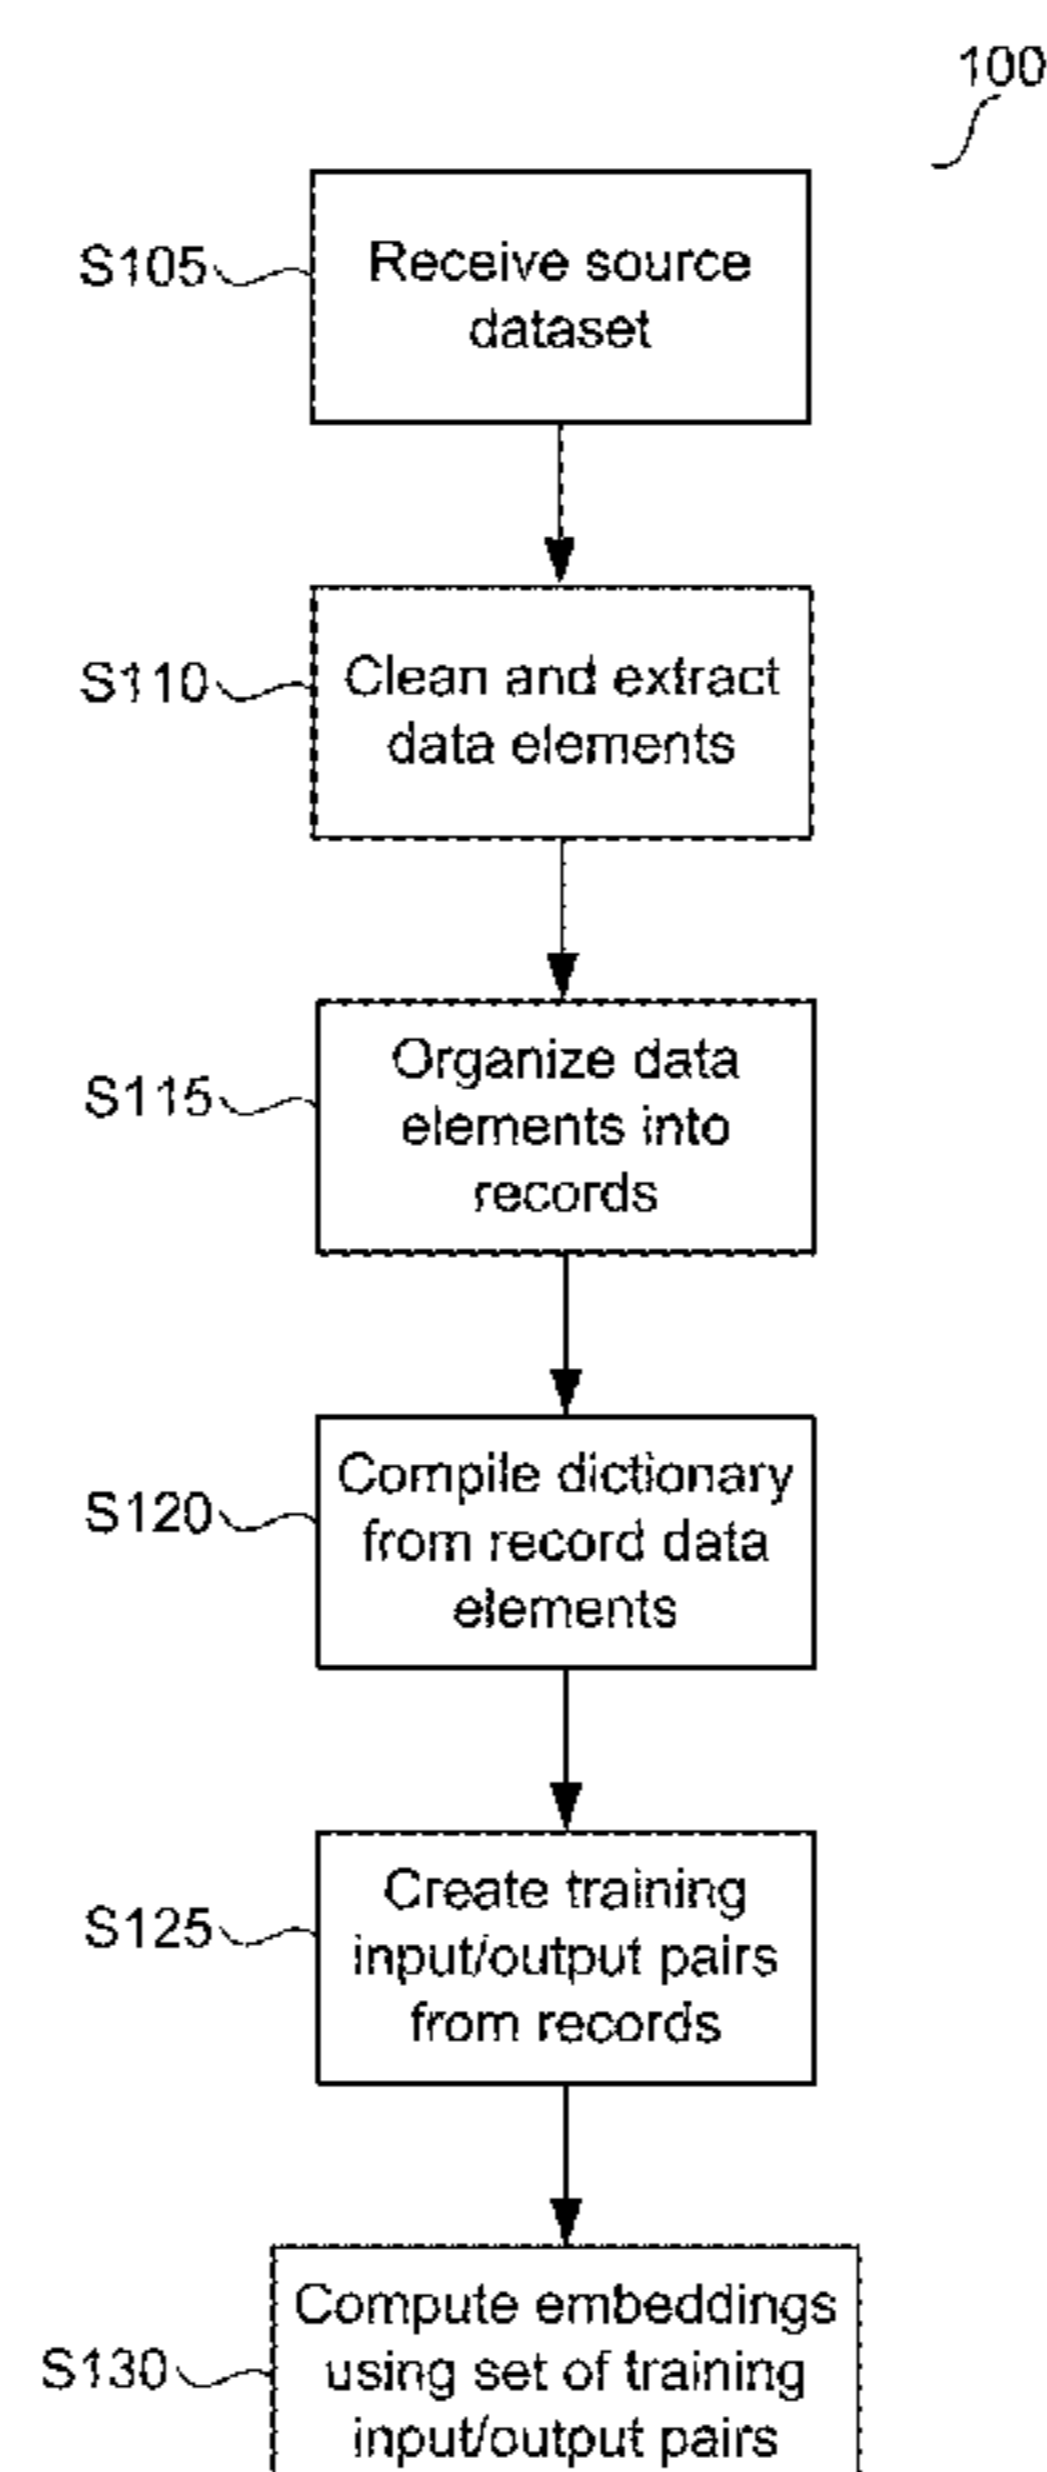 100
S105
Receive source
dataset
S110
Clean and extract
data elements
S115
Organize data
elements into
records
S120
Compile dictionary
from record data
elements
S125
Create training
input/output pairs
from records
S130
Compute embeddings
using set of training
input/output pairs